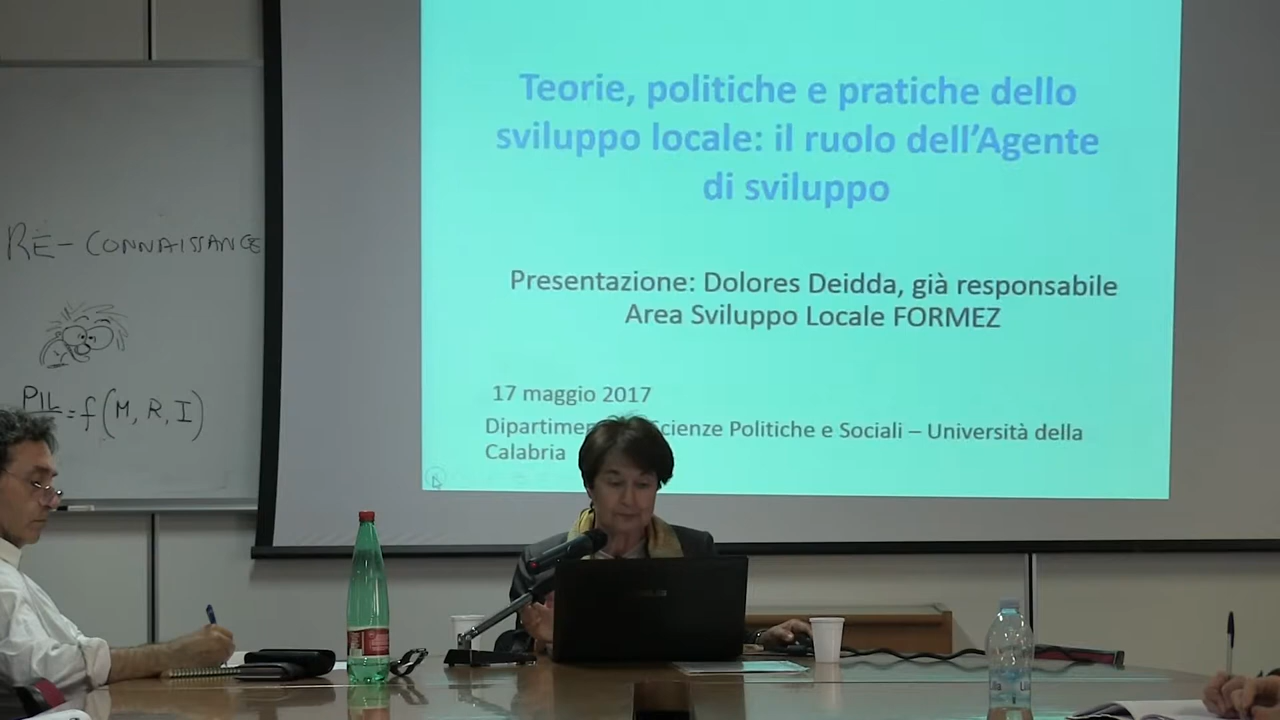 Teorie, politiche e pratiche dello
sviluppo locale: il ruolo dell'Agente
di sviluppo
Presentazione: Dolores Deidda, già responsabile
Area Sviluppo Locale FORMEZ
17 maggio 2017
Scienze Politiche e Sociali – Università della
Calabria
RE-CONNAISSANCE
PIL = f(M, R, I)